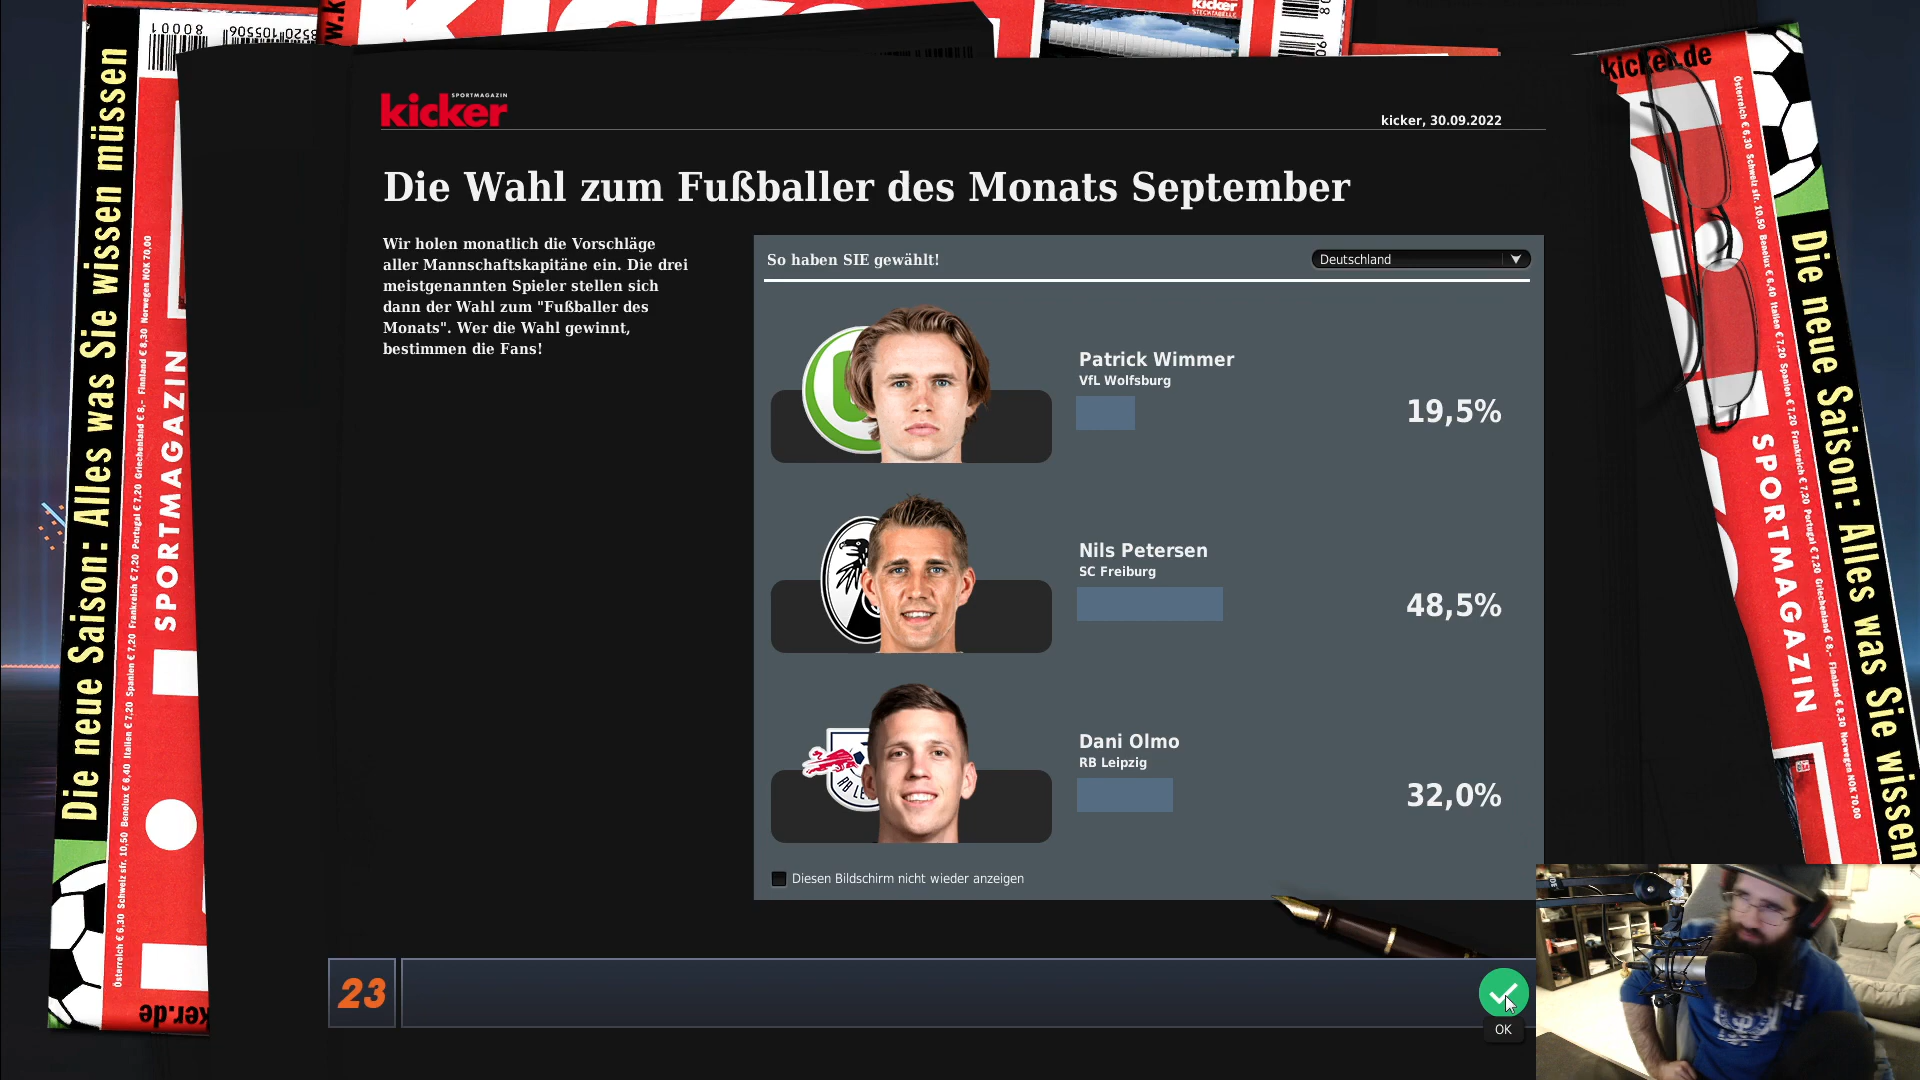 kicker
SPORTMAGAZIN
kicker, 30.09.2022
Die Wahl zum Fußballer des Monats September
Wir holen monatlich die Vorschläge
aller Mannschaftskapitäne ein. Die drei
meistgenannten Spieler stellen sich
dann der Wahl zum "Fußballer des
Monats". Wer die Wahl gewinnt,
bestimmen die Fans!
So haben SIE gewählt!
Deutschland
Patrick Wimmer
VfL Wolfsburg
19,5%
Nils Petersen
SC Freiburg
48,5%
Dani Olmo
RB Leipzig
32,0%
Diesen Bildschirm nicht wieder anzeigen
23
OK
Die neue Saison: Alles was Sie wissen müssen
SPORTMAGAZIN
kicker.de
Die neue Saison: Alles was Sie wissen
SPORTMAGAZIN